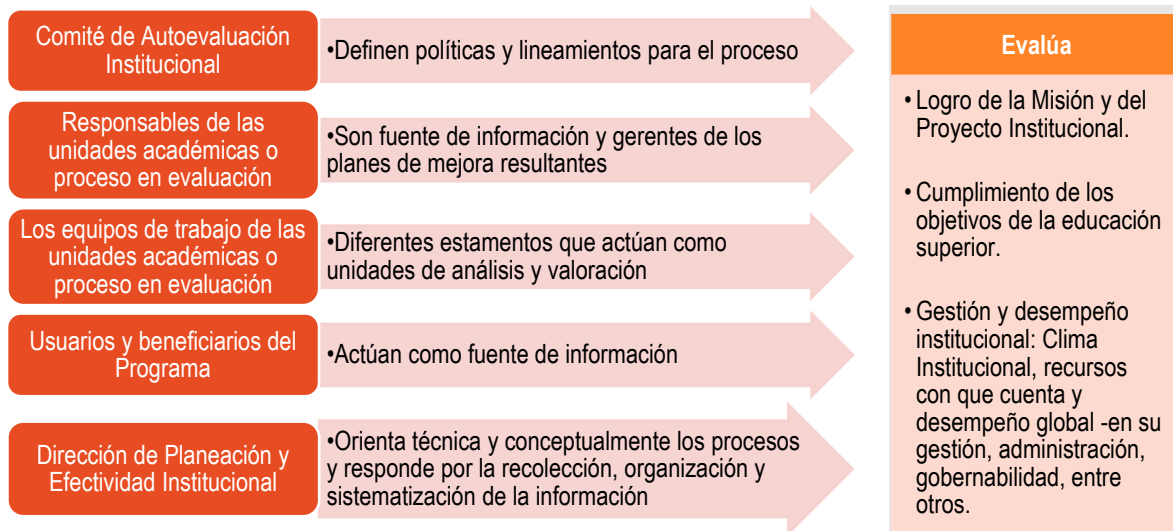 Comité de Autoevaluación
Institucional
•Definen políticas y lineamientos para el proceso
Responsables de las
unidades académicas o
proceso en evaluación
•Son fuente de información y gerentes de los
planes de mejora resultantes
Los equipos de trabajo de las
unidades académicas o
proceso en evaluación
•Diferentes estamentos que actúan como
unidades de análisis y valoración
Usuarios y beneficiarios del
Programa
•Actúan como fuente de información
Dirección de Planeación y
Efectividad Institucional
•Orienta técnica y conceptualmente los procesos
y responde por la recolección, organización y
sistematización de la información
Evalúa
• Logro de la Misión y del
Proyecto Institucional.
• Cumplimiento de los
objetivos de la educación
superior.
• Gestión y desempeño
institucional: Clima
Institucional, recursos
con que cuenta y
desempeño global -en su
gestión, administración,
gobernabilidad, entre
otros.